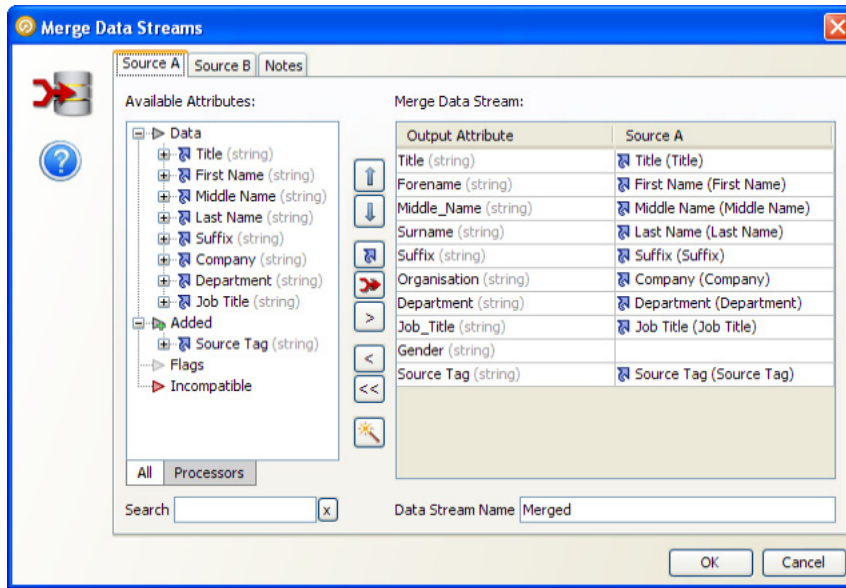 Merge Data Streams
Source A Source B Notes
Available Attributes:
Data
Title (string)
First Name (string)
Middle Name (string)
Last Name (string)
Suffix (string)
Company (string)
Department (string)
Job Title (string)
Added
Source Tag (string)
Flags
Incompatible
All Processors
Search x
> 
<
<<
Merge Data Stream:
Output Attribute Source A
Title (string) Title (Title)
Forename (string) First Name (First Name)
Middle_Name (string) Middle Name (Middle Name)
Surname (string) Last Name (Last Name)
Suffix (string) Suffix (Suffix)
Organisation (string) Company (Company)
Department (string) Department (Department)
Job_Title (string) Job Title (Job Title)
Gender (string)
Source Tag (string) Source Tag (Source Tag)
Data Stream Name Merged
OK Cancel